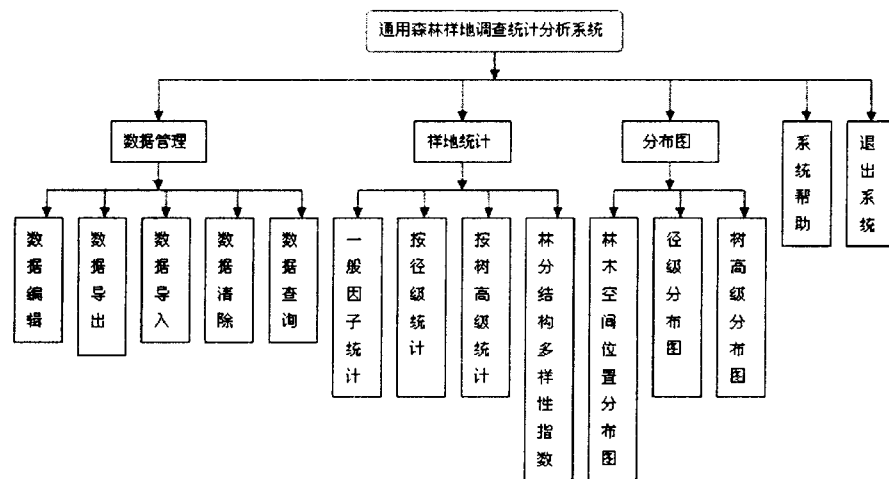 通用森林样地调查统计分析系统
数据管理
样地统计
分布图
系统帮助
退出系统
数据编辑
数据导出
数据导入
数据清除
数据查询
一般因子统计
按径级统计
按树高级统计
林分结构多样性指数
林木空间位置分布图
径级分布图
树高级分布图